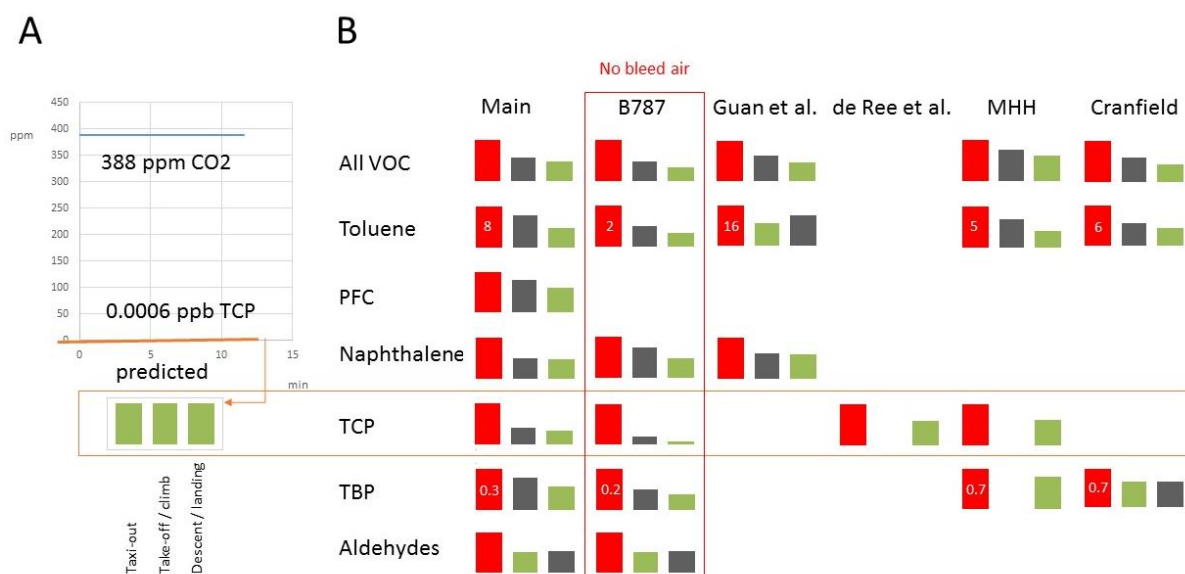 A
B
No bleed air
Main
B787
Guan et al.
de Ree et al.
MHH
Cranfield
450
ppm
400
388 ppm CO2
350
300
250
200
150
100
50
0
0.0006 ppb TCP
0
5
10
15
min
predicted
All VOC
Toluene
8
2
16
5
6
PFC
Naphthalene
TCP
TBP
0.3
0.2
0.7
0.7
Aldehydes
Taxi-out
Take-off / climb
Descent / landing